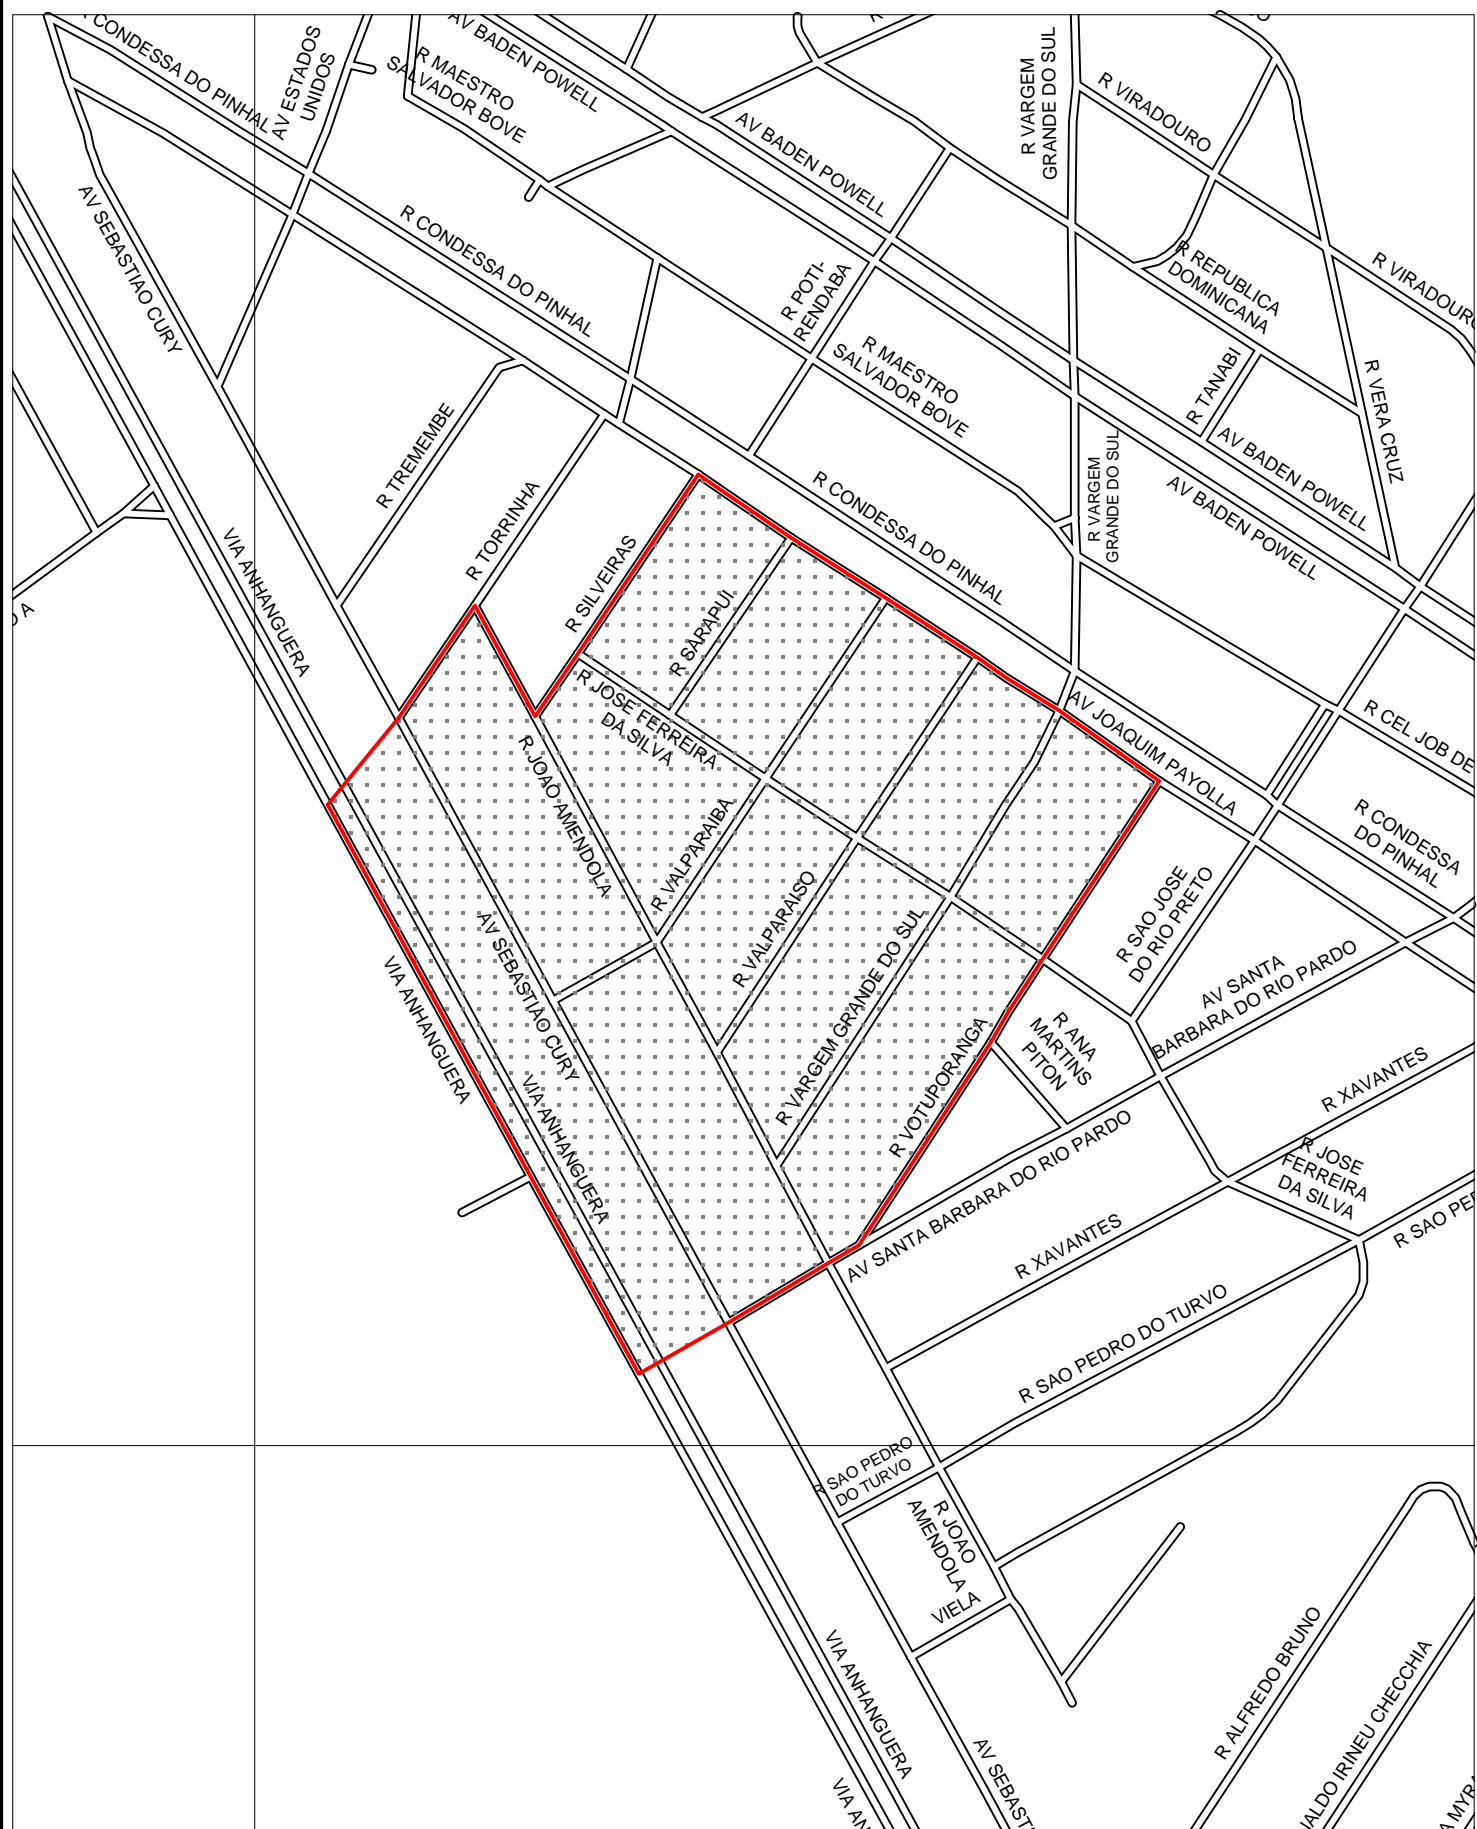 CONDESSA DO PINHAL
AV ESTADOS
UNIDOS
R MAESTRO
SALVADOR BOVE
AV BADEN POWELL
R
R VARGEM
GRANDE DO SUL
R VIRADOURO
AV BADEN POWELL
AV SEBASTIAO CURY
R CONDESSA DO PINHAL
R POTI-
RENDABA
R REPUBLICA
DOMINICANA
R VIRADOURO
R MAESTRO
SALVADOR BOVE
R TANABI
R VERA CRUZ
R TREMEMBE
R TORRINHA
R VARGEM
GRANDE DO SUL
AV BADEN POWELL
AV BADEN POWELL
R CONDESSA DO PINHAL
VIA ANHANGUERA
R SILVEIRAS
R SARAPUI
A
R JOSE FERREIRA
DA SILVA
AV JOAQUIM PAYOLLA
R CEL JOB DE
R JOAO AMENDOLA
R VALPARAIBA
R CONDESSA
DO PINHAL
R VALPARAISO
R SAO JOSE
DO RIO PRETO
AV SEBASTIAO CURY
R VARGEM GRANDE DO SUL
AV SANTA
BARBARA DO RIO PARDO
VIA ANHANGUERA
R VOTUPORANGA
R ANA
MARTINS
PITON
R XAVANTES
VIA ANHANGUERA
AV SANTA BARBARA DO RIO PARDO
R JOSE
FERREIRA
DA SILVA
R XAVANTES
R SAO PE
R SAO PEDRO DO TURVO
R SAO PEDRO
DO TURVO
R JOAO
AMENDOLA
VIELA
VIA ANHANGUERA
R ALFREDO BRUNO
ALDO IRINEU CHECCHIA
AV SEBAST
VIA AN
A MYR